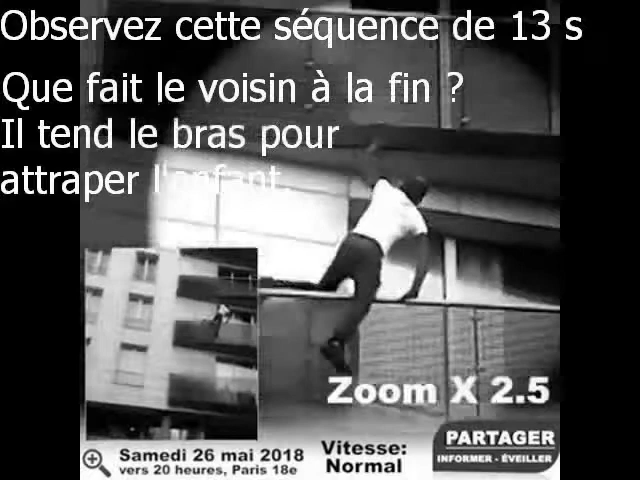 Observez cette séquence de 13 s
Que fait le voisin à la fin ?
Il tend le bras pour
attraper l'enfant.
Zoom X 2.5
Samedi 26 mai 2018
vers 20 heures, Paris 18e
Vitesse:
Normal
PARTAGER
INFORMER - ÉVEILLER